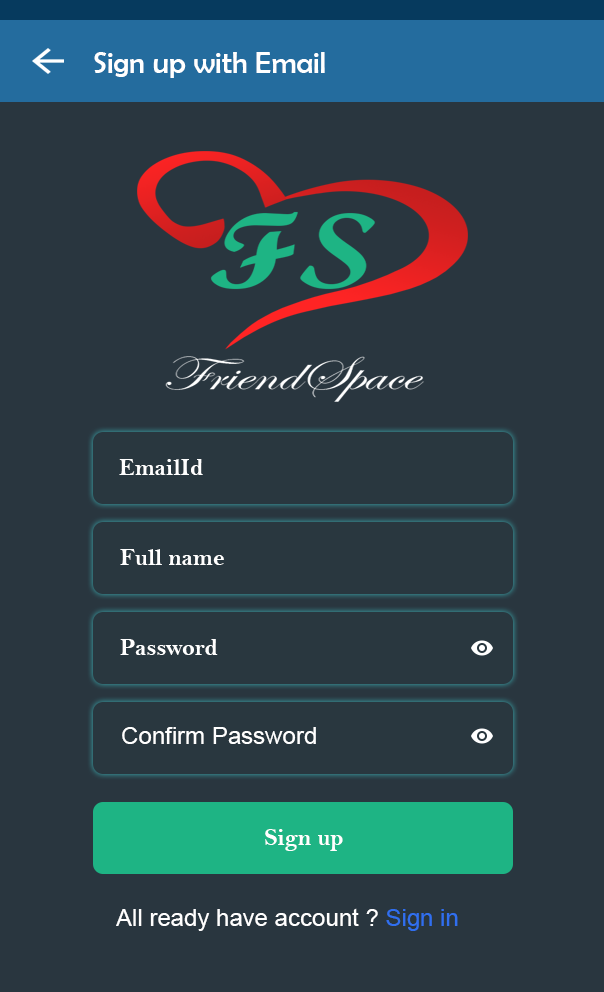 Sign up with Email
FS
FriendSpace
EmailId
Full name
Password
Confirm Password
Sign up
All ready have account ? Sign in